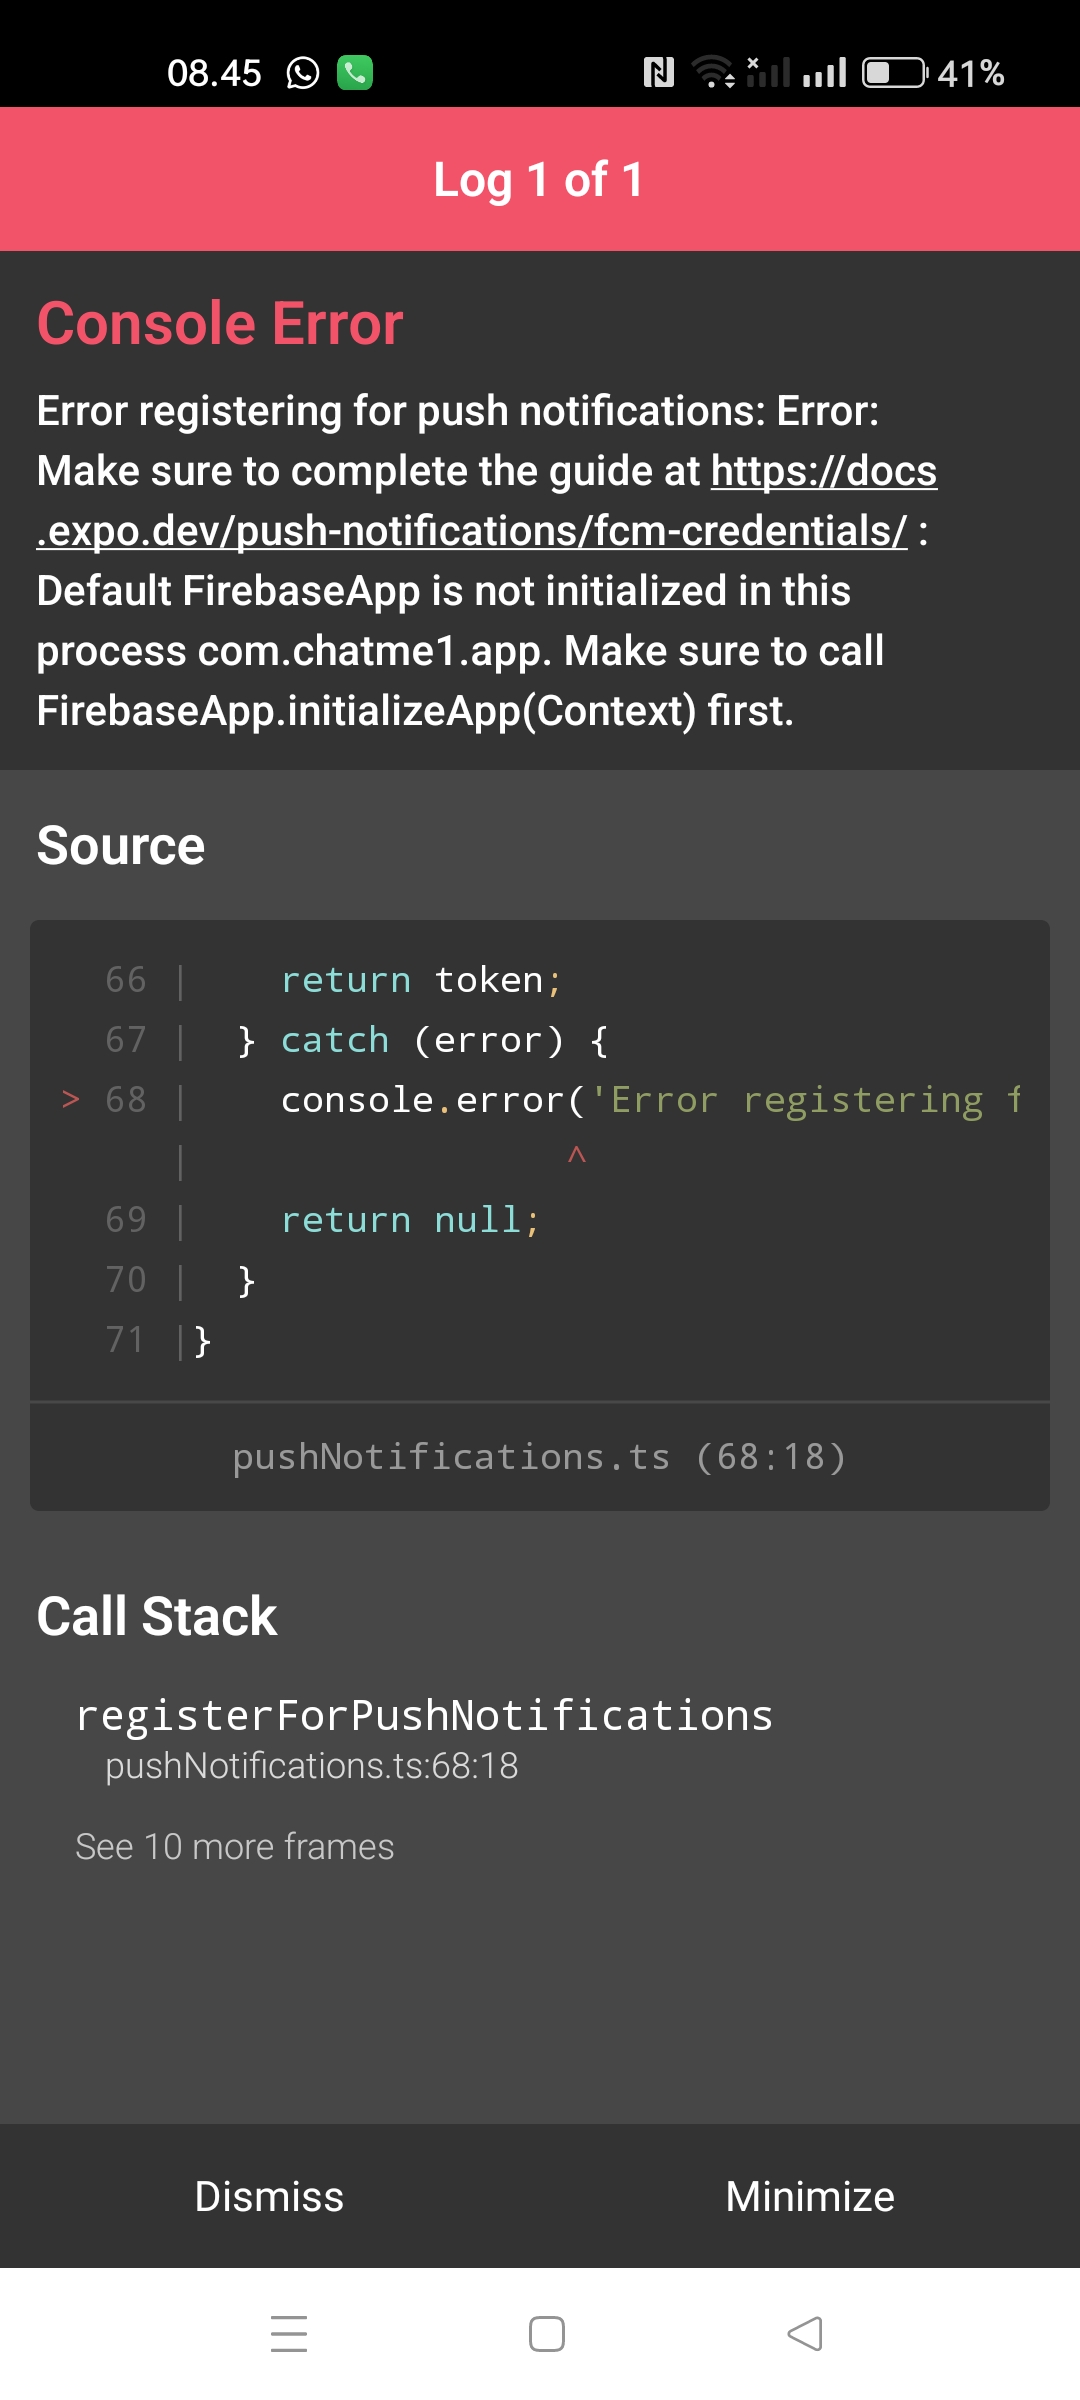 08.45 41%
Log 1 of 1
Console Error
Error registering for push notifications: Error:
Make sure to complete the guide at https://docs
.expo.dev/push-notifications/fcm-credentials/ :
Default FirebaseApp is not initialized in this
process com.chatme1.app. Make sure to call
FirebaseApp.initializeApp(Context) first.
Source
66 |     return token;
67 |   } catch (error) {
> 68 |     console.error('Error registering f
|                  ^
69 |     return null;
70 |   }
71 | }
pushNotifications.ts (68:18)
Call Stack
registerForPushNotifications
pushNotifications.ts:68:18
See 10 more frames
Dismiss Minimize